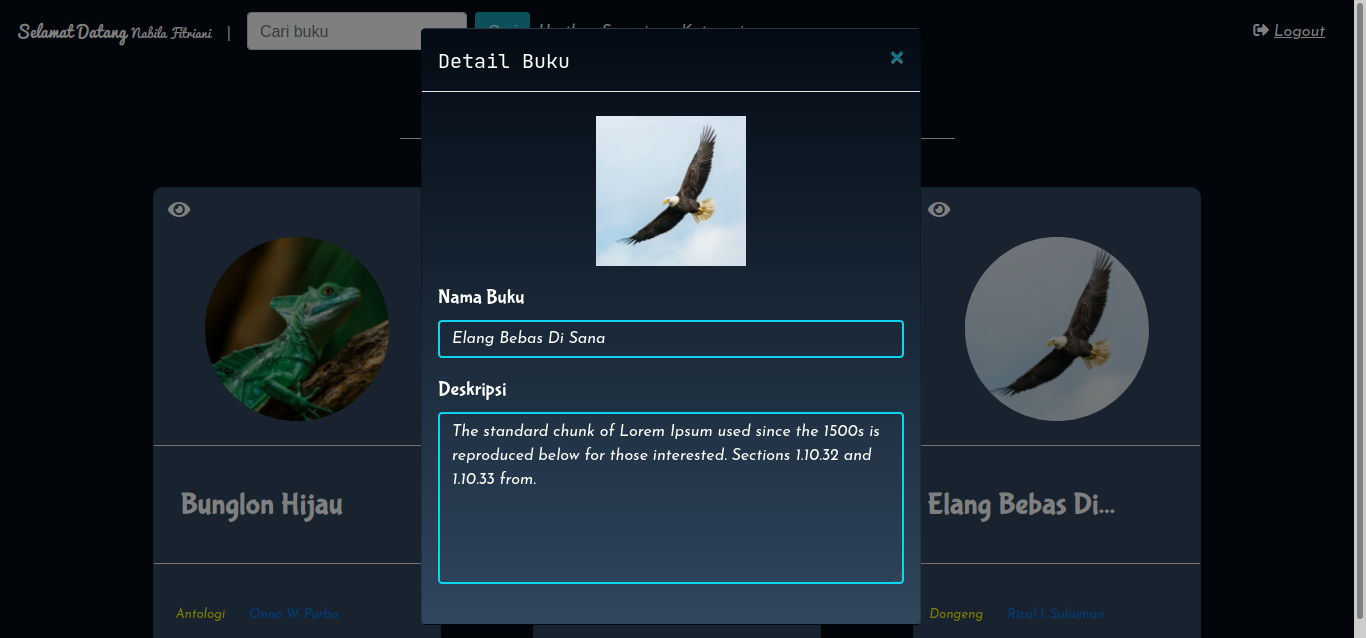 Selamat Datang Nabila Fitriani | Cari buku
Logout
Detail Buku
×
Nama Buku
Elang Bebas Di Sana
Deskripsi
The standard chunk of Lorem Ipsum used since the 1500s is
reproduced below for those interested. Sections 1.10.32 and
1.10.33 from.
Bunglon Hijau
Elang Bebas Di...
Antologi Onno W. Purbo
Dongeng Rizal I. Sulaiman